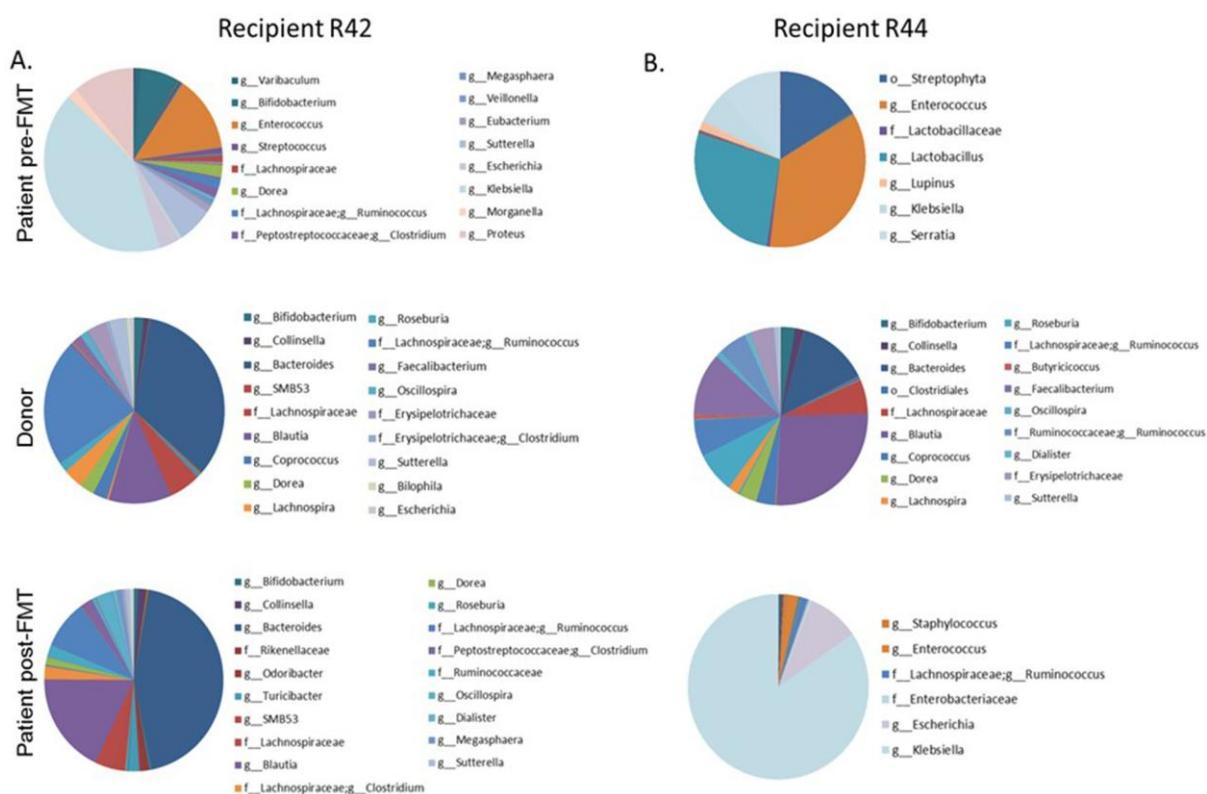 Recipient R42
Recipient R44
A.
B.
Patient pre-FMT
g__Varibaculum
g__Bifidobacterium
g__Enterococcus
g__Streptococcus
f__Lachnospiraceae
g__Dorea
f__Lachnospiraceae;g__Ruminococcus
f__Peptostreptococcaceae;g__Clostridium
g__Megasphaera
g__Veillonella
g__Eubacterium
g__Sutterella
g__Escherichia
g__Klebsiella
g__Morganella
g__Proteus
o__Streptophyta
g__Enterococcus
f__Lactobacillaceae
g__Lactobacillus
g__Lupinus
g__Klebsiella
g__Serratia
Donor
g__Bifidobacterium
g__Collinsella
g__Bacteroides
g__SMB53
f__Lachnospiraceae
g__Blautia
g__Coprococcus
g__Dorea
g__Lachnospira
g__Roseburia
f__Lachnospiraceae;g__Ruminococcus
g__Faecalibacterium
g__Oscillospira
f__Erysipelotrichaceae
f__Erysipelotrichaceae;g__Clostridium
g__Sutterella
g__Bilophila
g__Escherichia
g__Bifidobacterium
g__Collinsella
g__Bacteroides
o__Clostridiales
f__Lachnospiraceae
g__Blautia
g__Coprococcus
g__Dorea
g__Lachnospira
g__Roseburia
f__Lachnospiraceae;g__Ruminococcus
g__Butyricicoccus
g__Faecalibacterium
g__Oscillospira
f__Ruminococcaceae;g__Ruminococcus
g__Dialister
f__Erysipelotrichaceae
g__Sutterella
Patient post-FMT
g__Bifidobacterium
g__Collinsella
g__Bacteroides
f__Rikenellaceae
g__Odoribacter
g__Turicibacter
g__SMB53
f__Lachnospiraceae
g__Blautia
f__Lachnospiraceae;g__Clostridium
g__Dorea
g__Roseburia
f__Lachnospiraceae;g__Ruminococcus
f__Peptostreptococcaceae;g__Clostridium
f__Ruminococcaceae
g__Oscillospira
g__Dialister
g__Megasphaera
g__Sutterella
g__Staphylococcus
g__Enterococcus
f__Lachnospiraceae;g__Ruminococcus
f__Enterobacteriaceae
g__Escherichia
g__Klebsiella